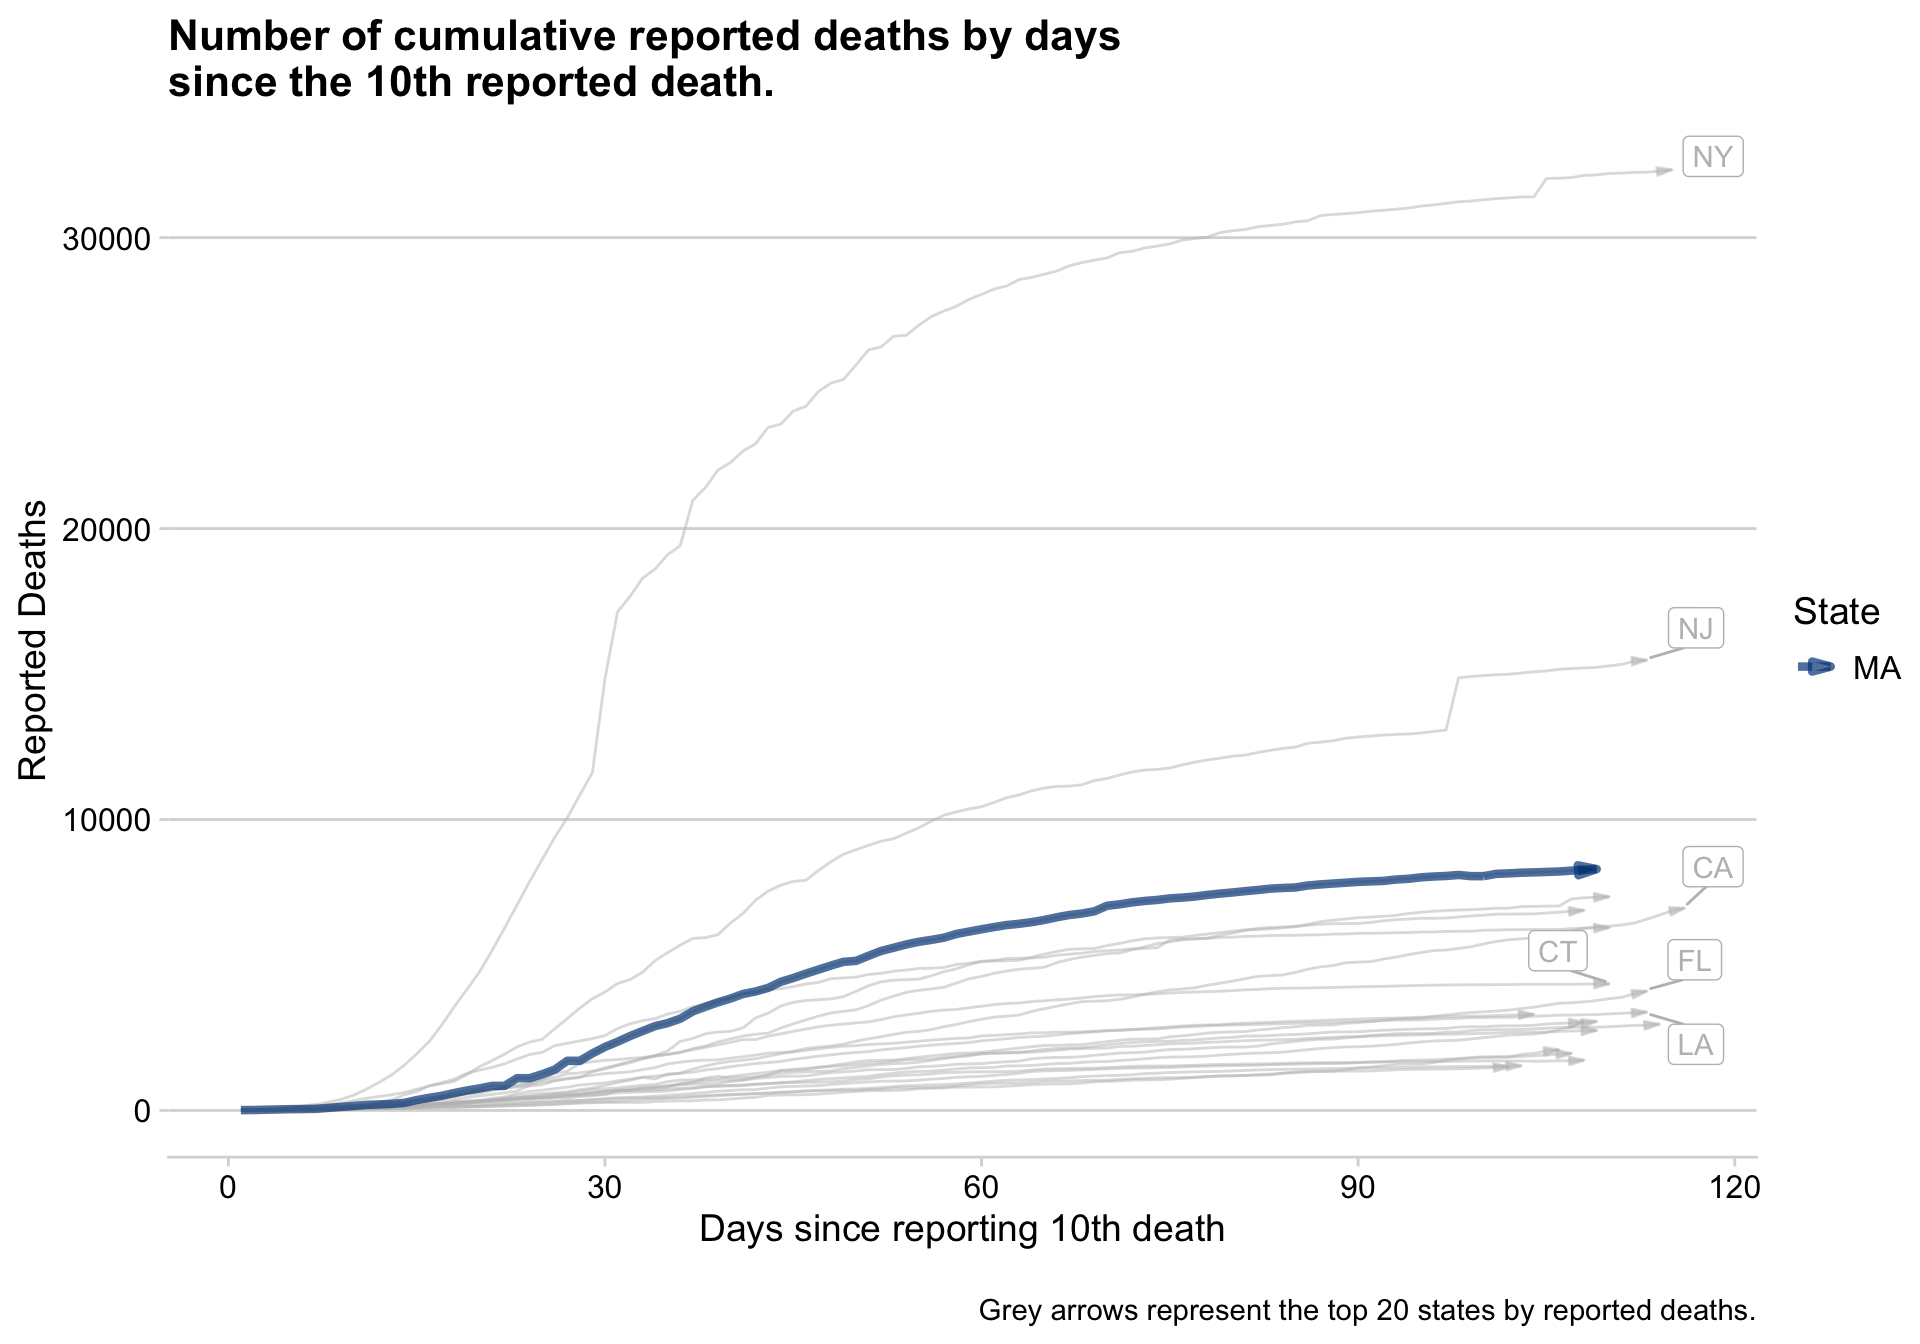 Number of cumulative reported deaths by days
since the 10th reported death.
NY
30000
20000
NJ
State
MA
10000
CA
CT
FL
LA
0
Reported Deaths
0 30 60 90 120
Days since reporting 10th death
Grey arrows represent the top 20 states by reported deaths.